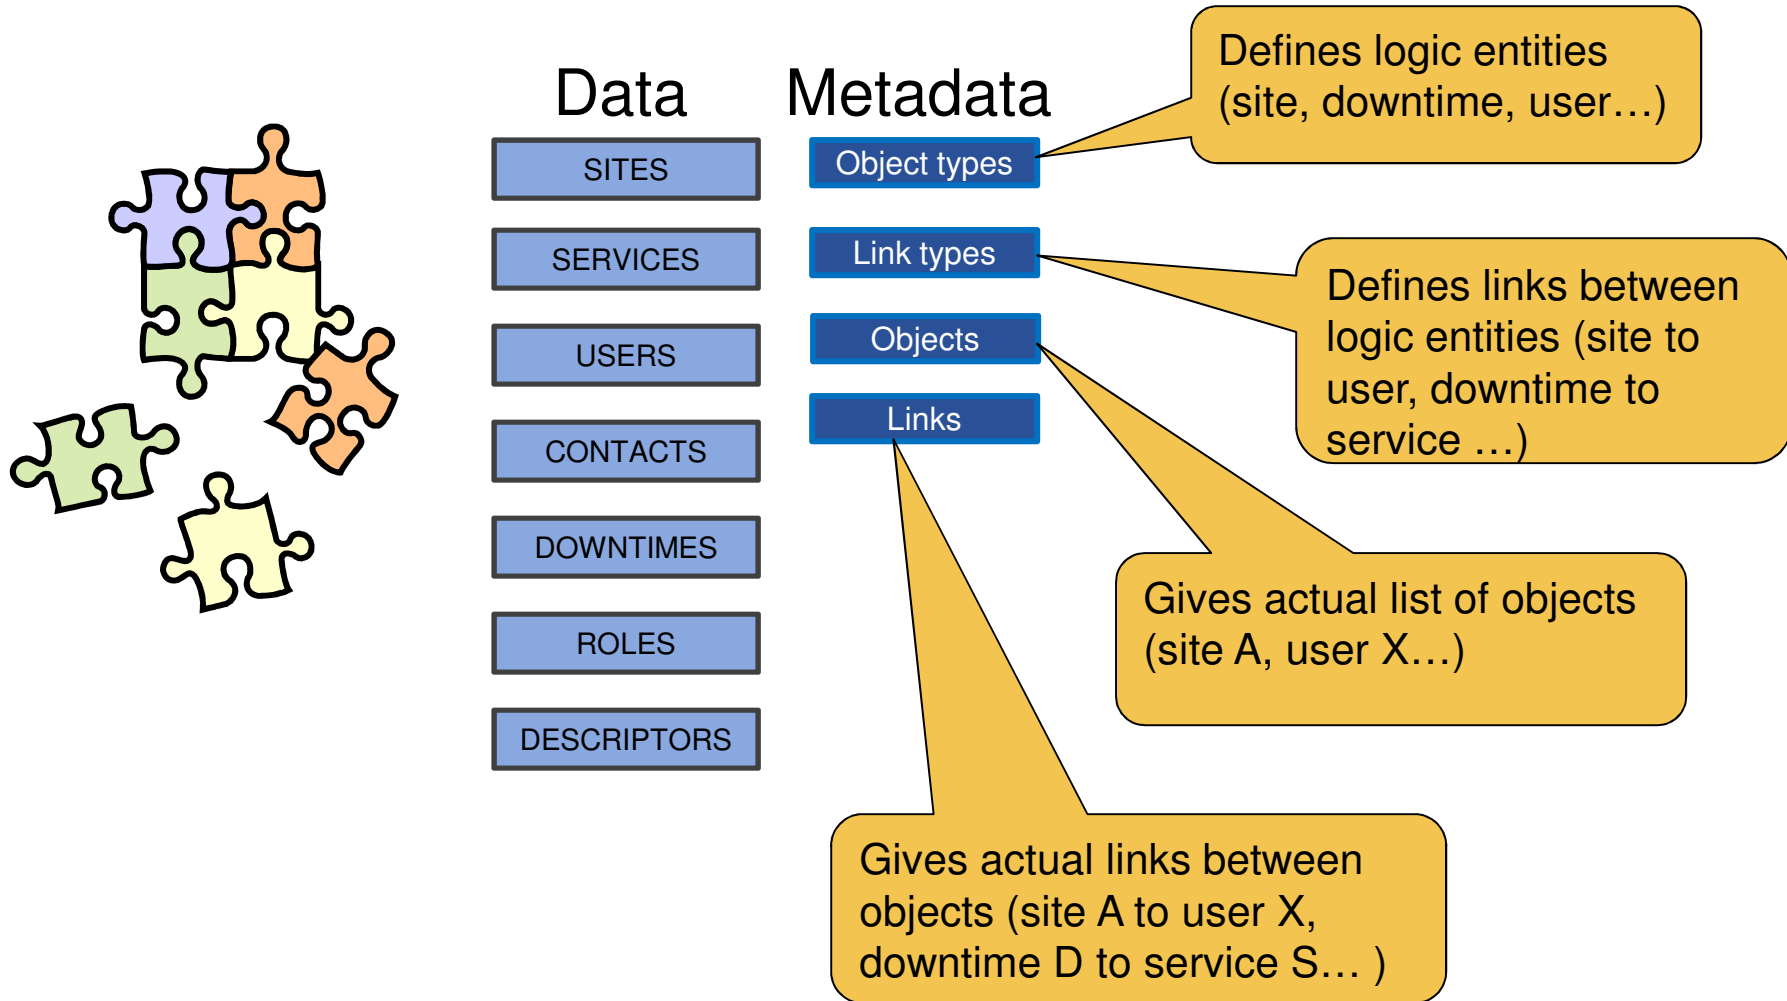 Data
SITES
SERVICES
USERS
CONTACTS
DOWNTIMES
ROLES
DESCRIPTORS
Metadata
Object types
Link types
Objects
Links
Defines logic entities
(site, downtime, user…)
Defines links between
logic entities (site to
user, downtime to
service …)
Gives actual list of objects
(site A, user X…)
Gives actual links between
objects (site A to user X,
downtime D to service S… )